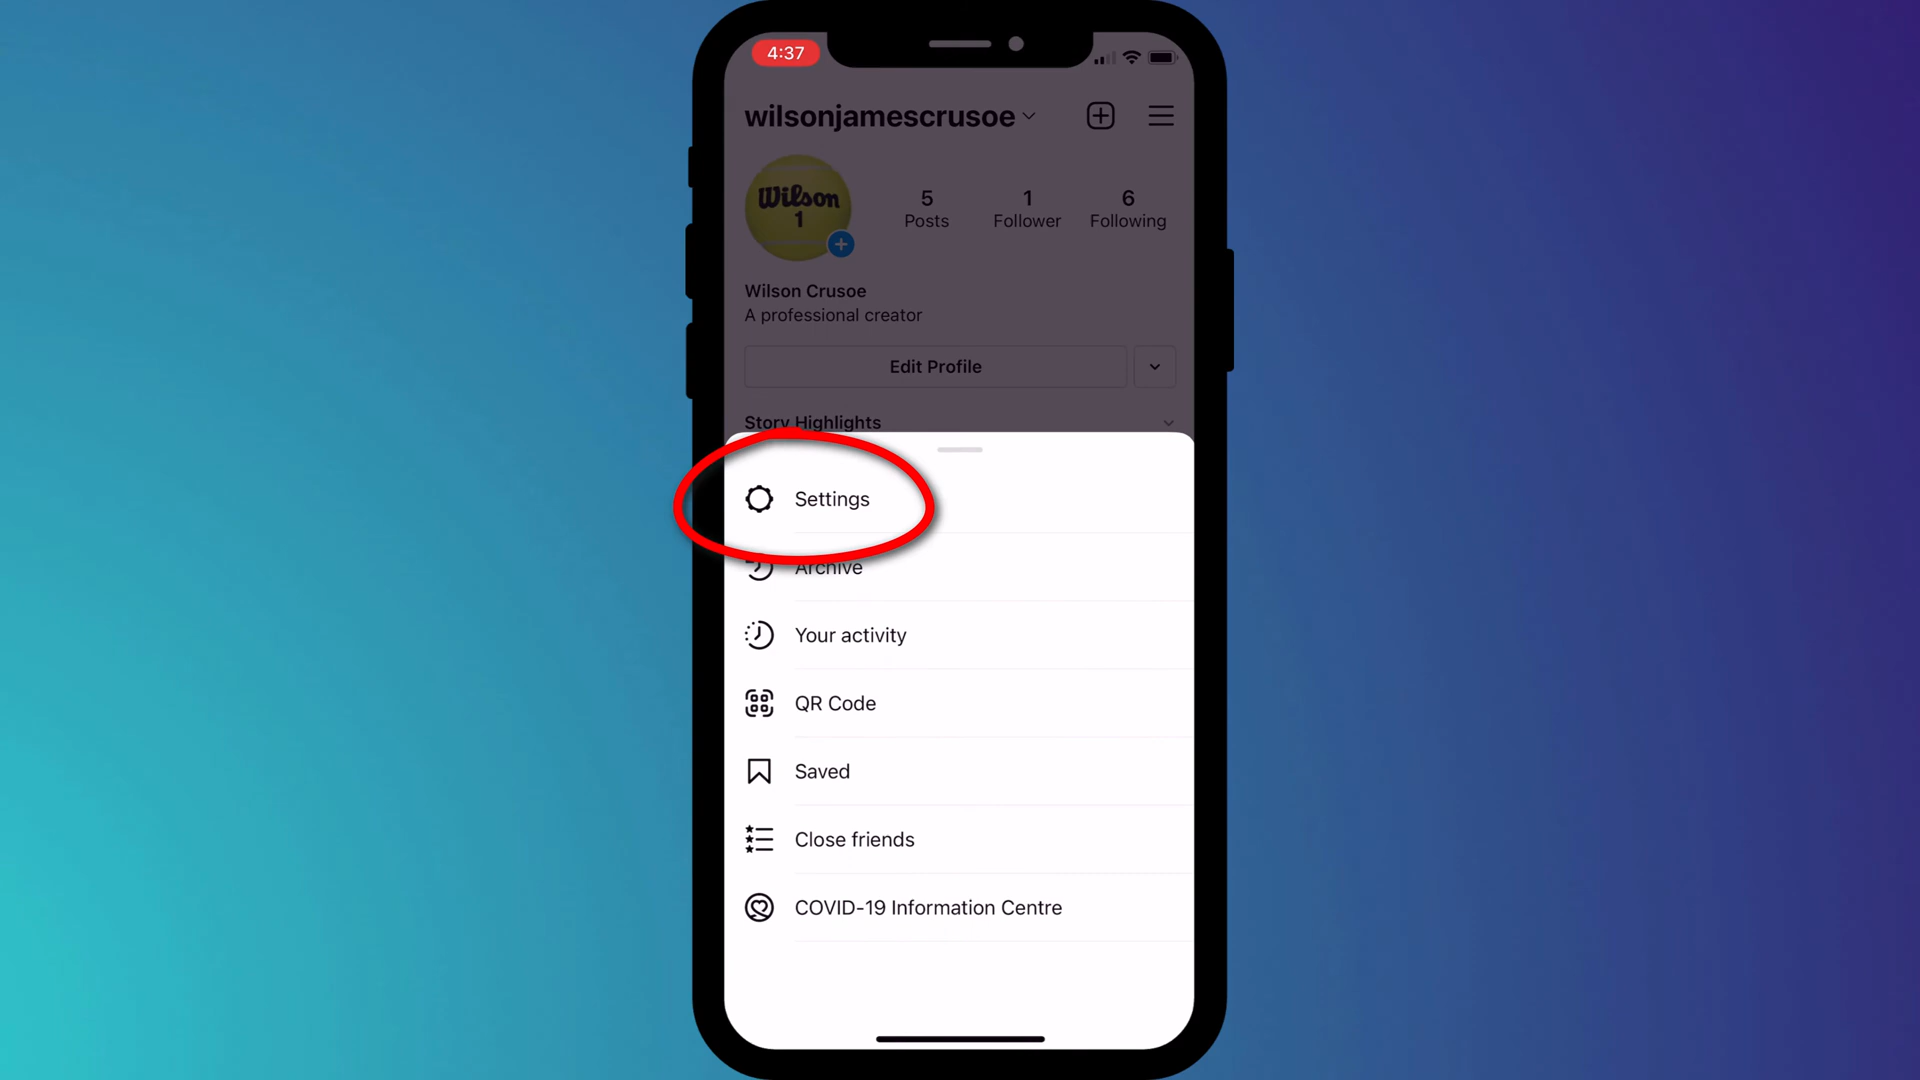 4:37
wilsonjamescrusoe
Wilson
1
5
Posts
1
Follower
6
Following
Wilson Crusoe
A professional creator
Edit Profile
Story Highlights
Settings
Archive
Your activity
QR Code
Saved
Close friends
COVID-19 Information Centre